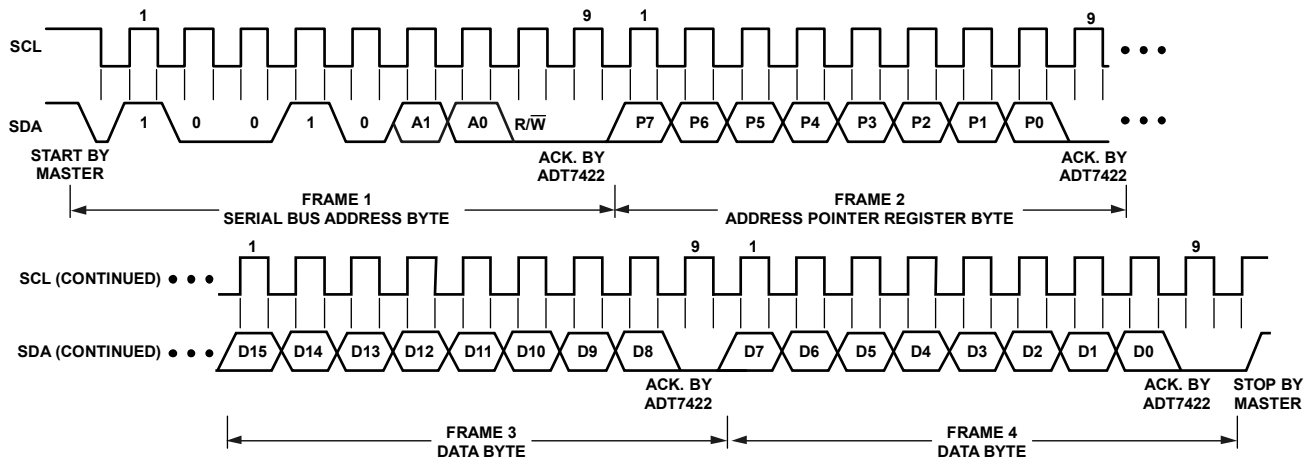 1 9 1 9
SCL
SDA
1 0 0 1 0 A1 A0 R/W̅ P7 P6 P5 P4 P3 P2 P1 P0
START BY
MASTER
ACK. BY
ADT7422
ACK. BY
ADT7422
FRAME 1
SERIAL BUS ADDRESS BYTE
FRAME 2
ADDRESS POINTER REGISTER BYTE
1 9 1 9
SCL (CONTINUED)
SDA (CONTINUED)
D15 D14 D13 D12 D11 D10 D9 D8 D7 D6 D5 D4 D3 D2 D1 D0
ACK. BY
ADT7422
ACK. BY
ADT7422
STOP BY
MASTER
FRAME 3
DATA BYTE
FRAME 4
DATA BYTE